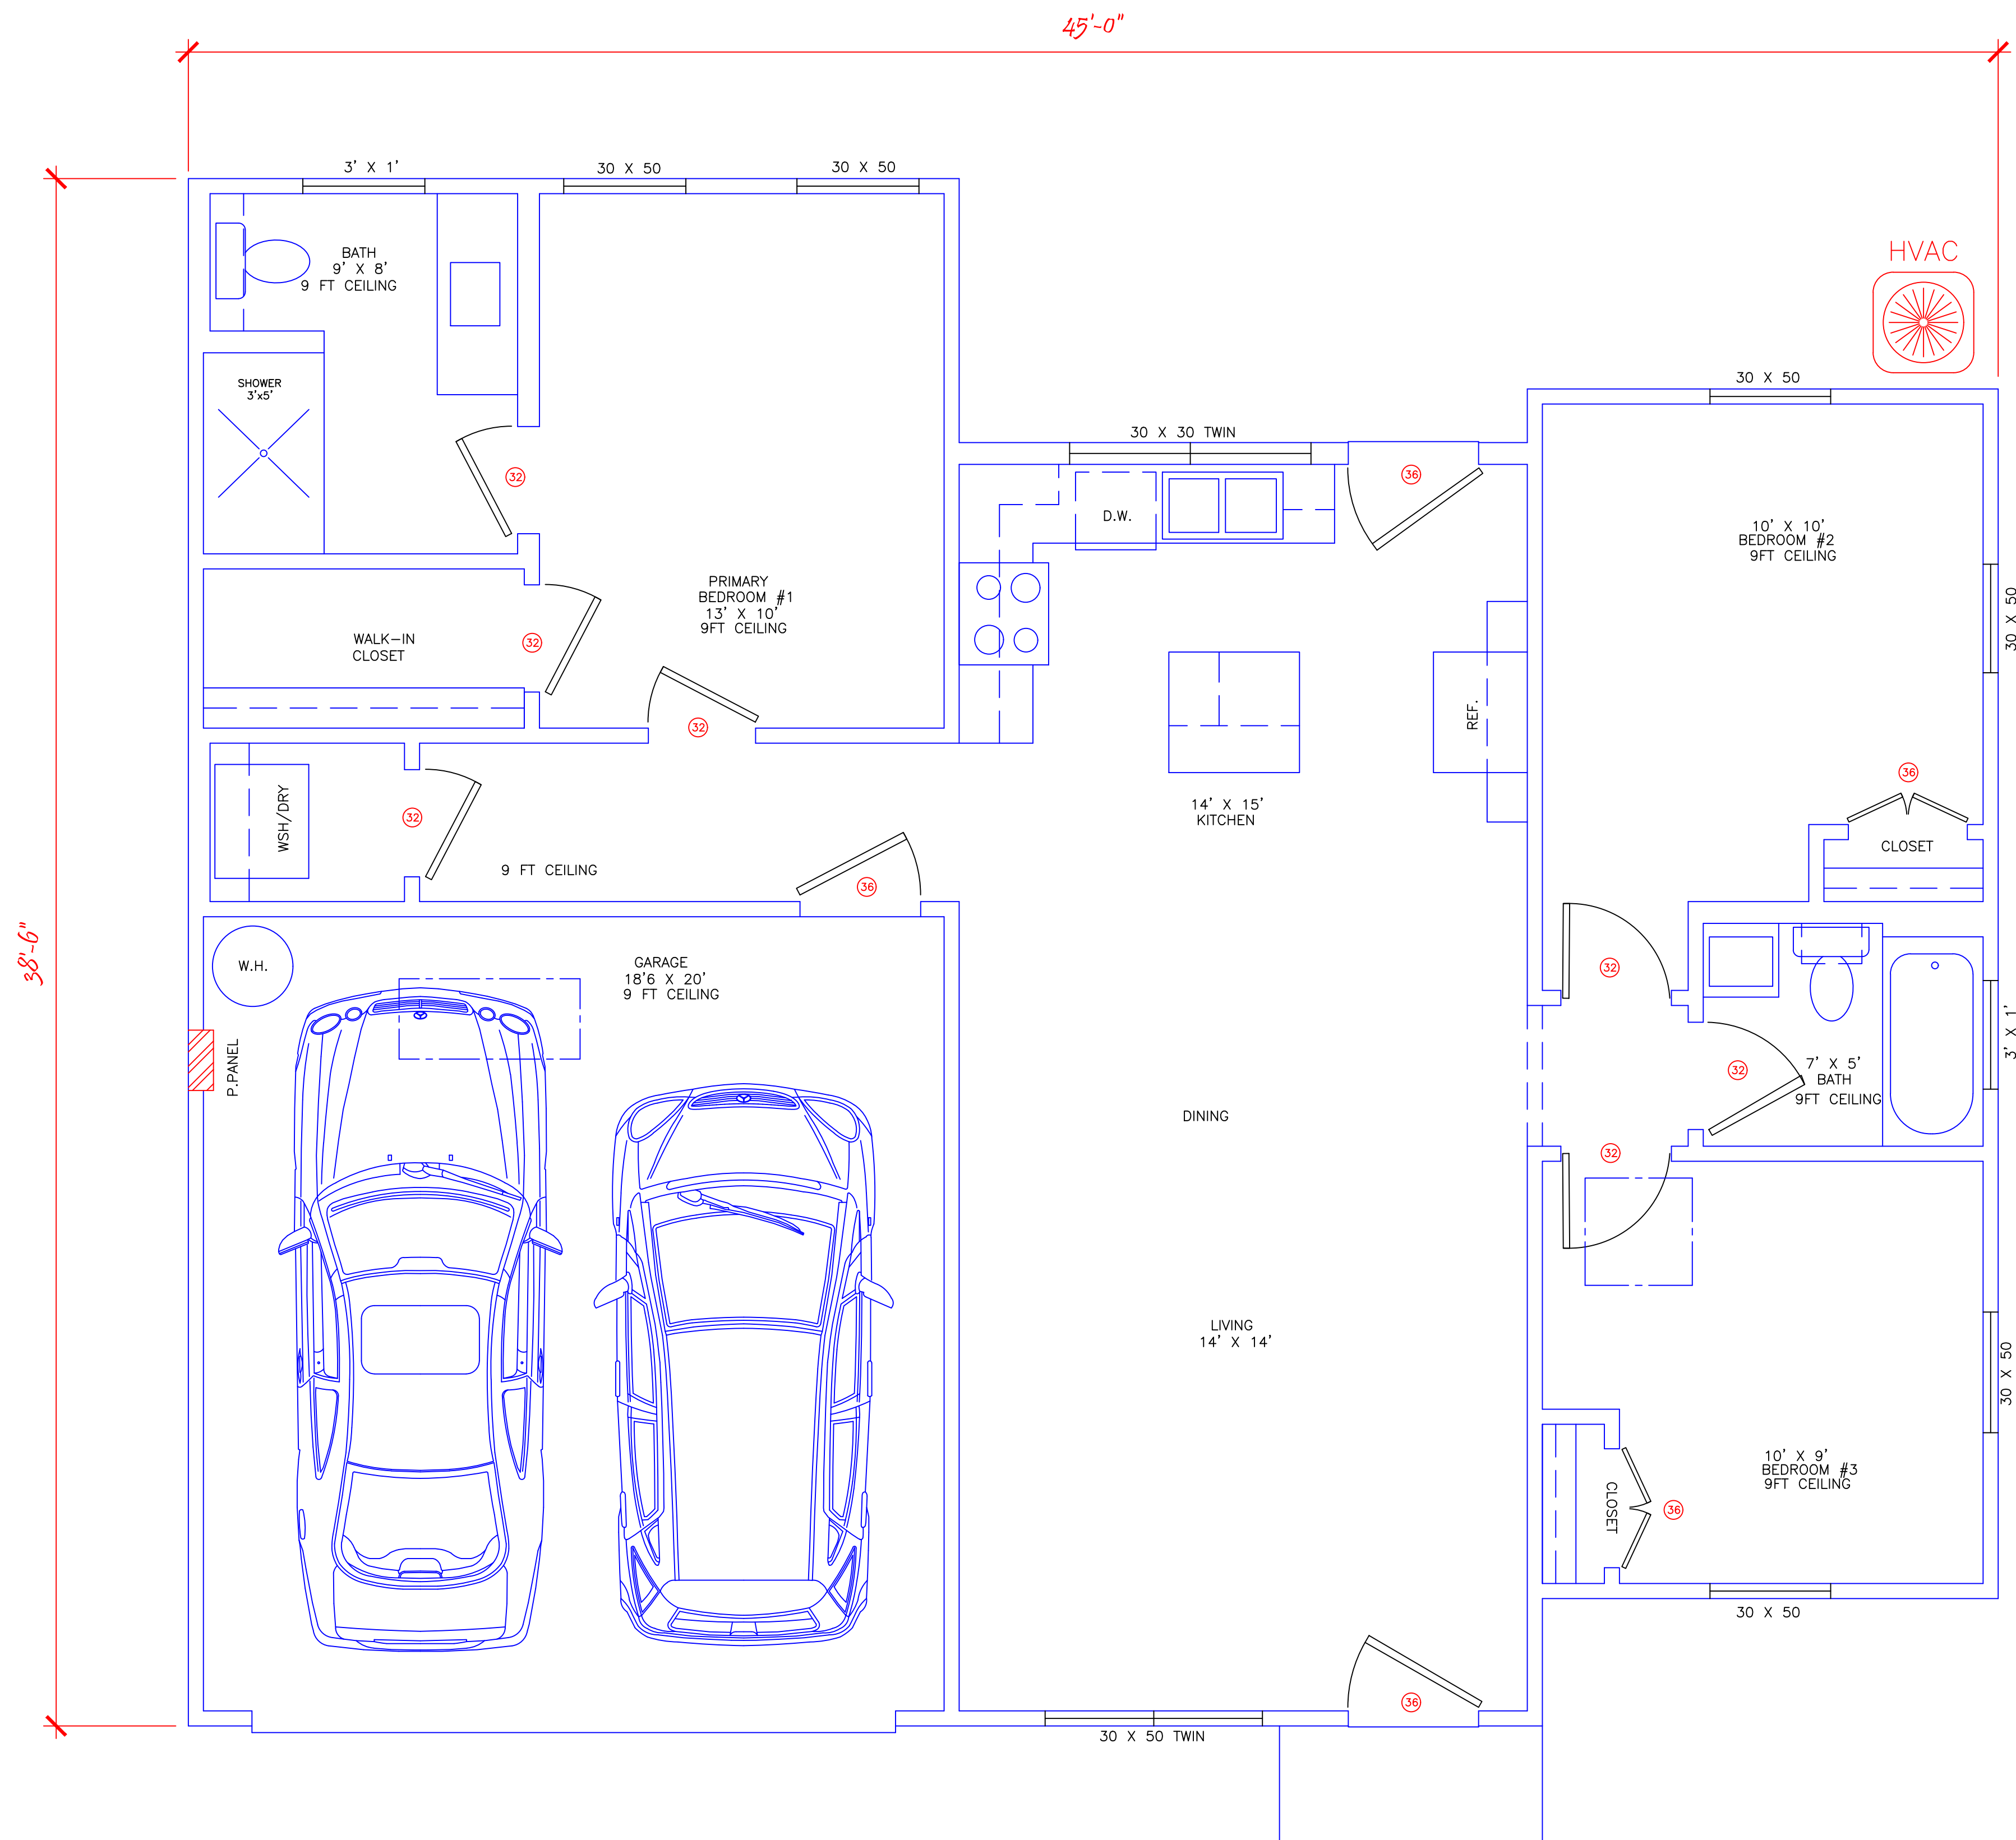 45'-0"
3' X 1'
30 X 50
30 X 50
HVAC
BATH
9' X 8'
9 FT CEILING
SHOWER
3'x5'
30 X 50
30 X 30 TWIN
32
36
D.W.
10' X 10'
BEDROOM #2
9FT CEILING
30 X 50
PRIMARY
BEDROOM #1
13' X 10'
9FT CEILING
WALK-IN
CLOSET
32
32
REF.
36
14' X 15'
KITCHEN
WSH/DRY
32
CLOSET
9 FT CEILING
36
38'-6"
W.H.
GARAGE
18'6 X 20'
9 FT CEILING
32
P.PANEL
3' X 1'
32
7' X 5'
BATH
9FT CEILING
DINING
32
LIVING
14' X 14'
30 X 50
10' X 9'
BEDROOM #3
9FT CEILING
CLOSET
36
30 X 50
36
30 X 50 TWIN